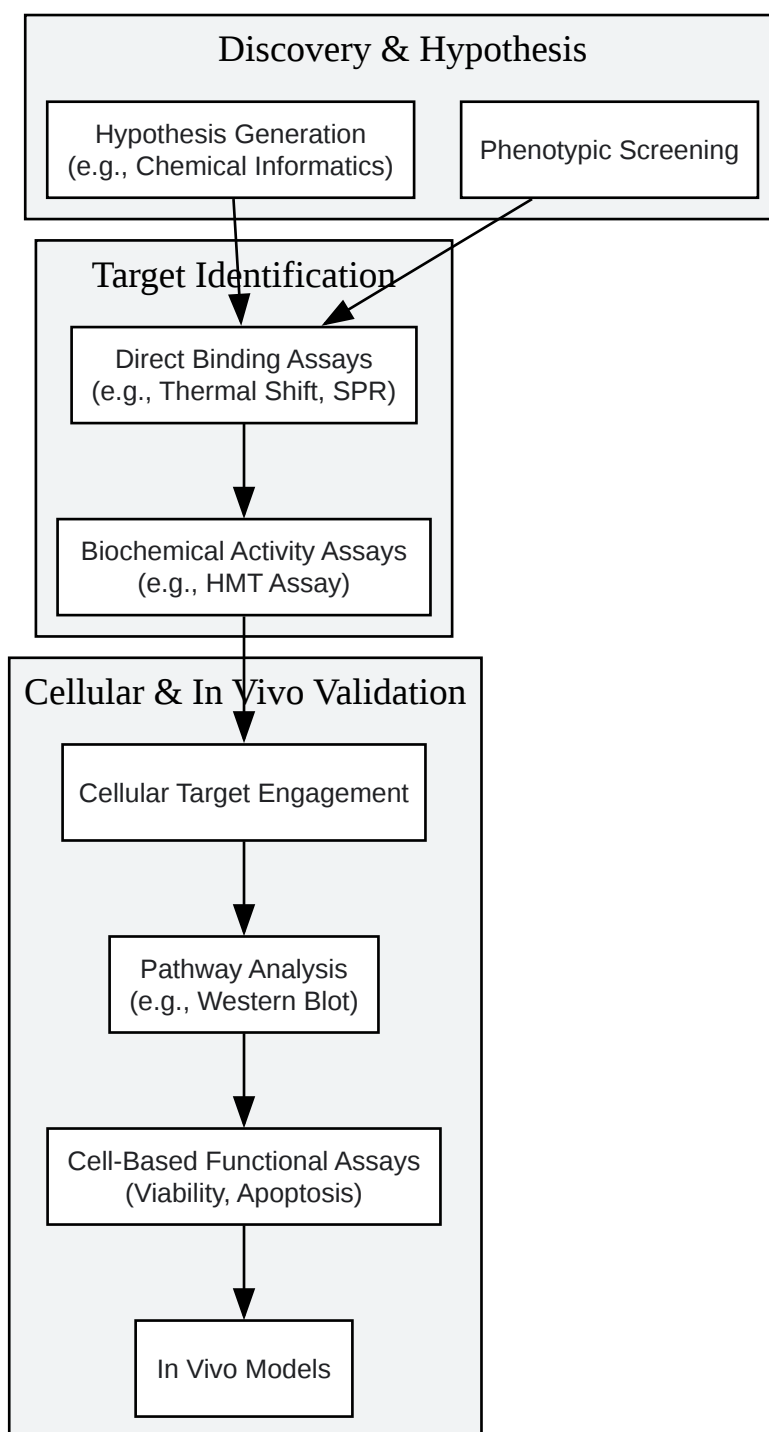 Discovery & Hypothesis
Hypothesis Generation
(e.g., Chemical Informatics)
Phenotypic Screening
Target Identification
Direct Binding Assays
(e.g., Thermal Shift, SPR)
Biochemical Activity Assays
(e.g., HMT Assay)
Cellular & In Vivo Validation
Cellular Target Engagement
Pathway Analysis
(e.g., Western Blot)
Cell-Based Functional Assays
(Viability, Apoptosis)
In Vivo Models